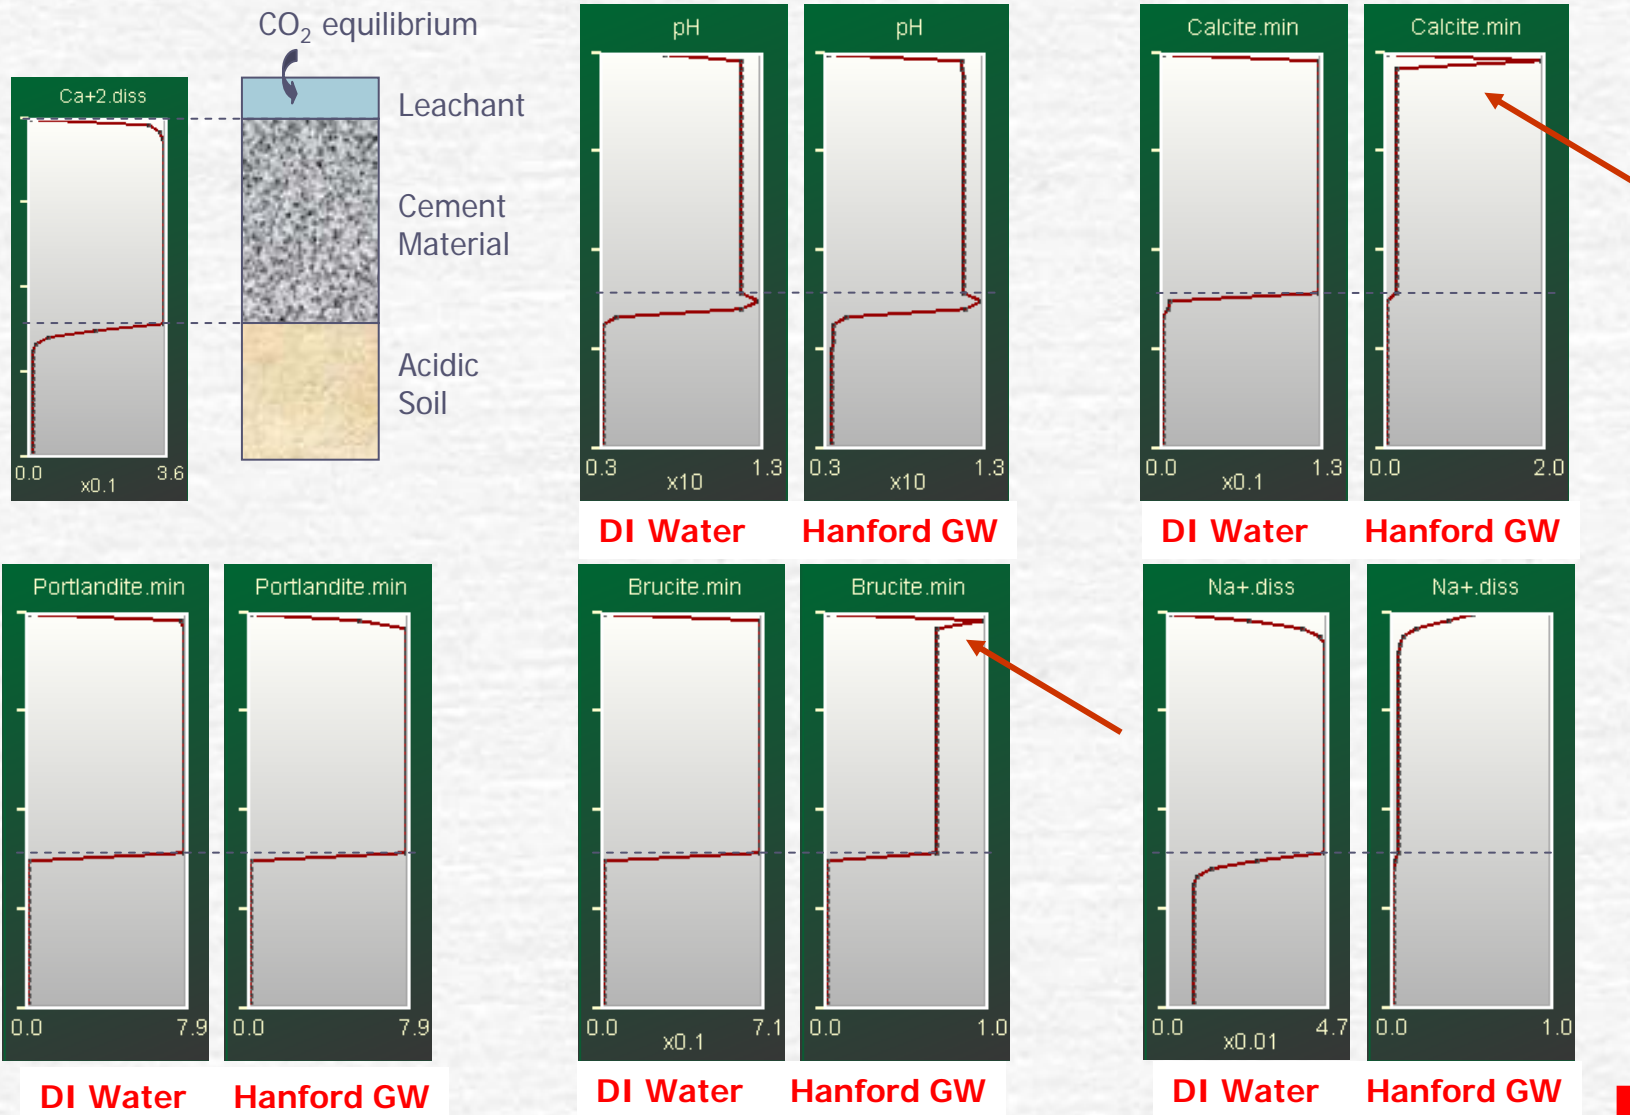 CO2 equilibrium
Ca+2.diss
0.0 3.6
x0.1
Leachant
Cement
Material
Acidic
Soil
pH
0.3 1.3
x10
DI Water
pH
0.3 1.3
x10
Hanford GW
Calcite.min
0.0 1.3
x0.1
DI Water
Calcite.min
0.0 2.0
Hanford GW
Portlandite.min
0.0 7.9
DI Water
Portlandite.min
0.0 7.9
Hanford GW
Brucite.min
0.0 7.1
x0.1
DI Water
Brucite.min
0.0 1.0
Hanford GW
Na+.diss
0.0 4.7
x0.01
DI Water
Na+.diss
0.0 1.0
Hanford GW